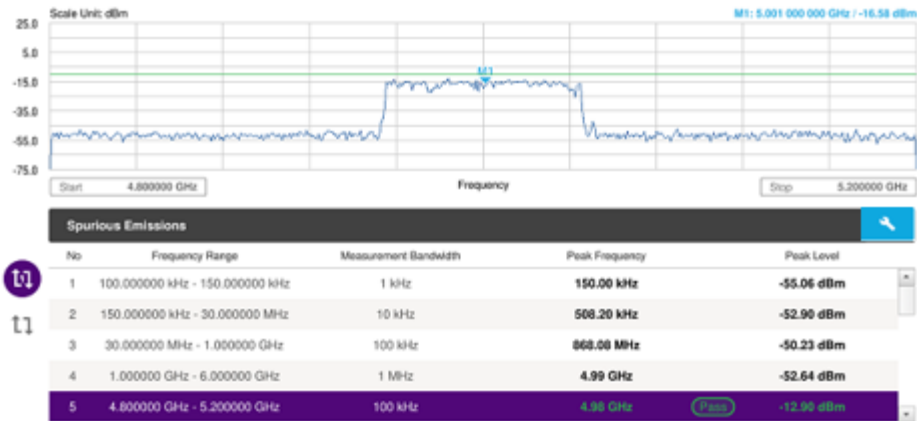 Scale Unit: dBm
M1: 5.001 000 000 GHz / -16.58 dBm
25.0
5.0
-15.0
-35.0
-55.0
-75.0
M1
Start 4.800000 GHz
Frequency
Stop 5.200000 GHz
Spurious Emissions
No Frequency Range Measurement Bandwidth Peak Frequency Peak Level
1 100.000000 kHz - 150.000000 kHz 1 kHz 150.00 kHz -55.06 dBm
2 150.000000 kHz - 30.000000 MHz 10 kHz 508.20 kHz -52.90 dBm
3 30.000000 MHz - 1.000000 GHz 100 kHz 868.08 MHz -50.23 dBm
4 1.000000 GHz - 6.000000 GHz 1 MHz 4.99 GHz -52.64 dBm
5 4.800000 GHz - 5.200000 GHz 100 kHz 4.98 GHz Pass -12.90 dBm